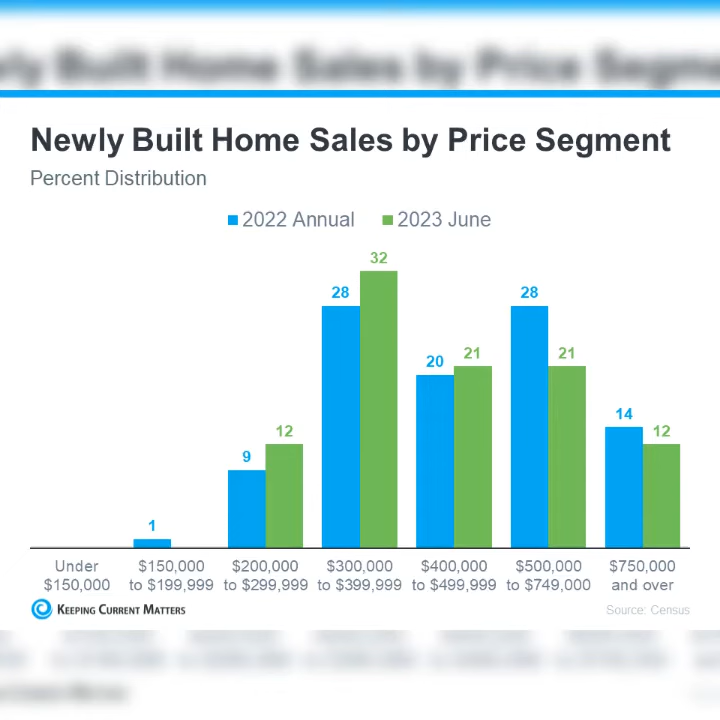 Newly Built Home Sales by Price Segment
Percent Distribution
2022 Annual 2023 June
1
9 12
28 32
20 21
28 21
14 12
Under $150,000
$150,000 to $199,999
$200,000 to $299,999
$300,000 to $399,999
$400,000 to $499,999
$500,000 to $749,000
$750,000 and over
KEEPING CURRENT MATTERS
Source: Census